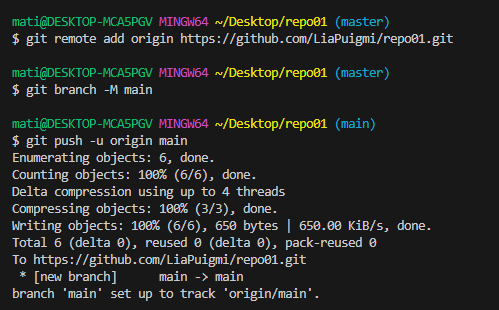 mati@DESKTOP-MCA5PGV MINGW64 ~/Desktop/repo01 (master)
$ git remote add origin https://github.com/LiaPuigmi/repo01.git
mati@DESKTOP-MCA5PGV MINGW64 ~/Desktop/repo01 (master)
$ git branch -M main
mati@DESKTOP-MCA5PGV MINGW64 ~/Desktop/repo01 (main)
$ git push -u origin main
Enumerating objects: 6, done.
Counting objects: 100% (6/6), done.
Delta compression using up to 4 threads
Compressing objects: 100% (3/3), done.
Writing objects: 100% (6/6), 650 bytes | 650.00 KiB/s, done.
Total 6 (delta 0), reused 0 (delta 0), pack-reused 0
To https://github.com/LiaPuigmi/repo01.git
 * [new branch]      main -> main
branch 'main' set up to track 'origin/main'.